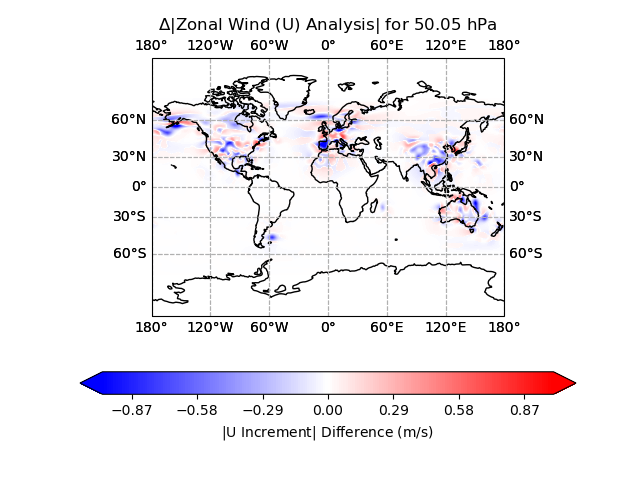 Δ|Zonal Wind (U) Analysis| for 50.05 hPa
180° 120°W 60°W 0° 60°E 120°E 180°
60°N 60°N
30°N 30°N
0° 0°
30°S 30°S
60°S 60°S
180° 120°W 60°W 0° 60°E 120°E 180°
−0.87 −0.58 −0.29 0.00 0.29 0.58 0.87
|U Increment| Difference (m/s)